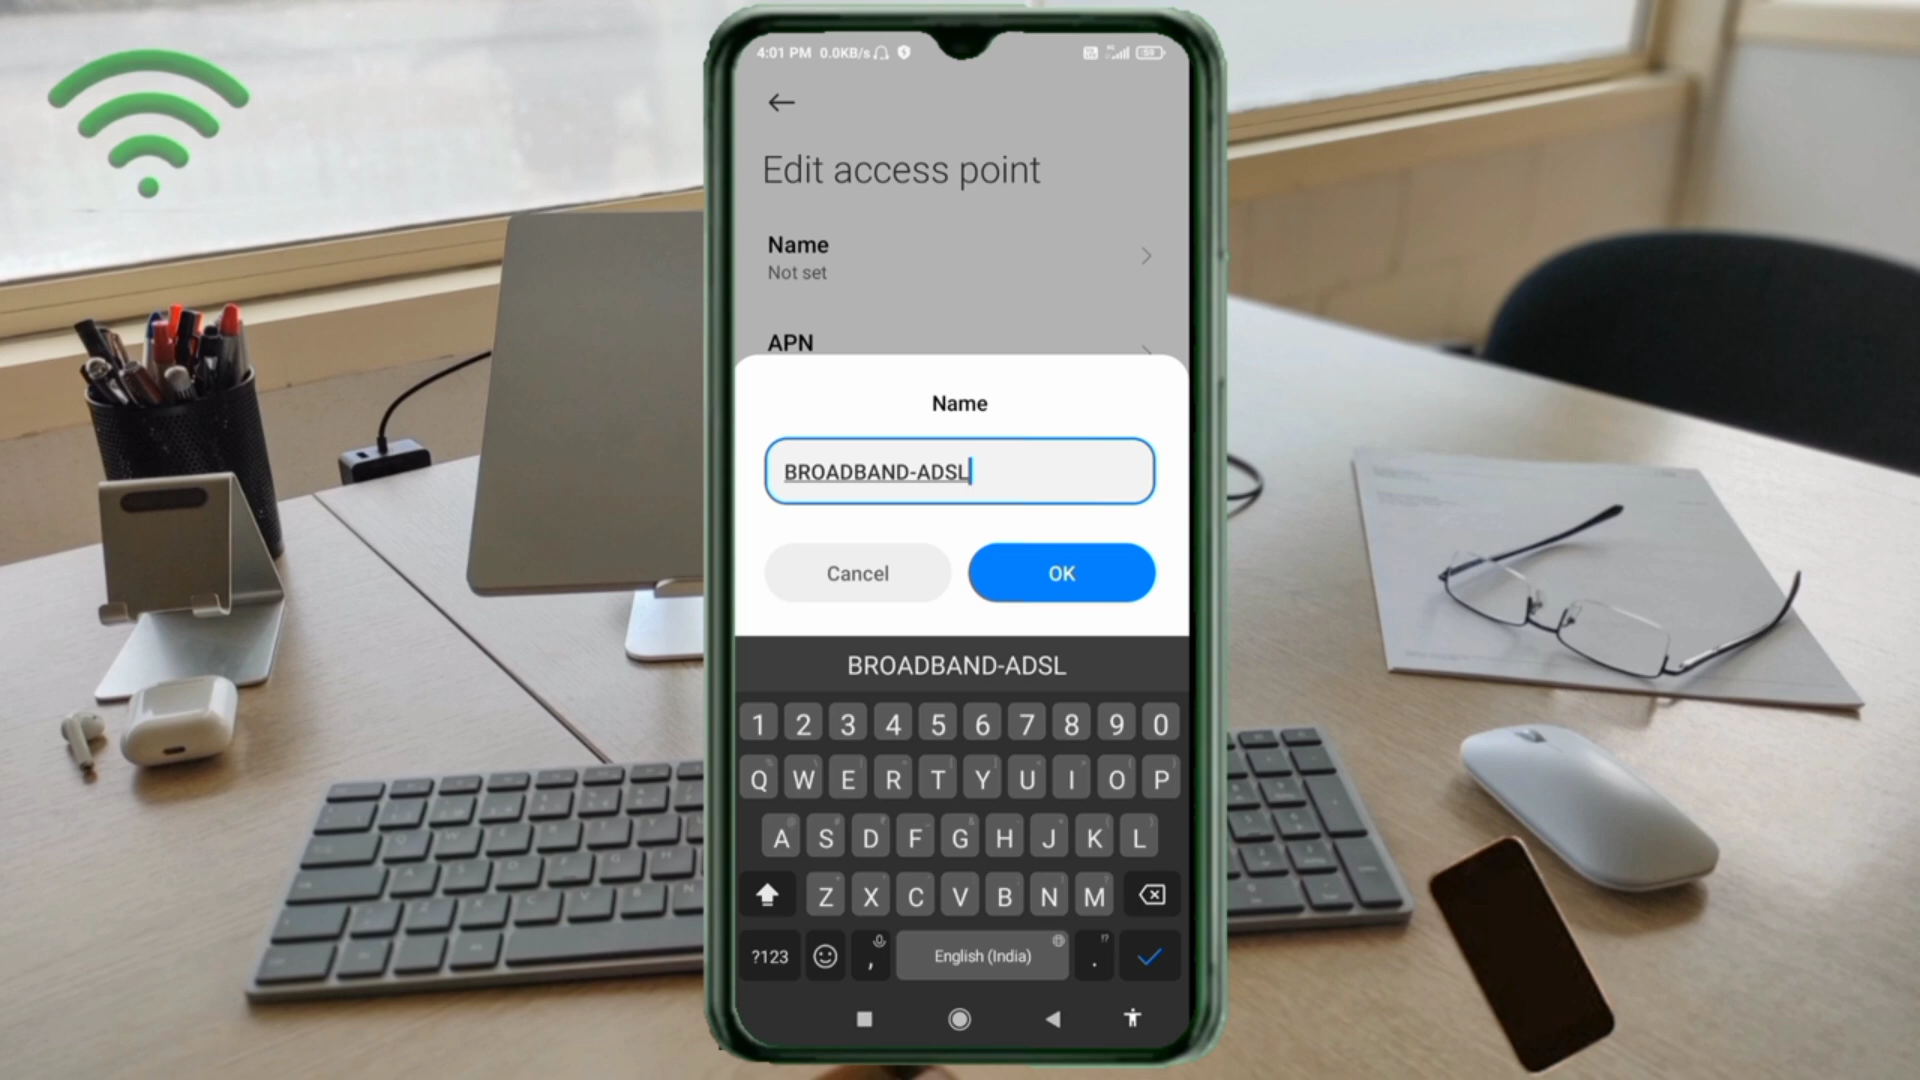 4:01 PM 0.0KB/s
59
Edit access point
Name
Not set
APN
Name
BROADBAND-ADSL
Cancel
OK
BROADBAND-ADSL
1 2 3 4 5 6 7 8 9 0
Q W E R T Y U I O P
A S D F G H J K L
Z X C V B N M
?123
,
English (India)
.
!?